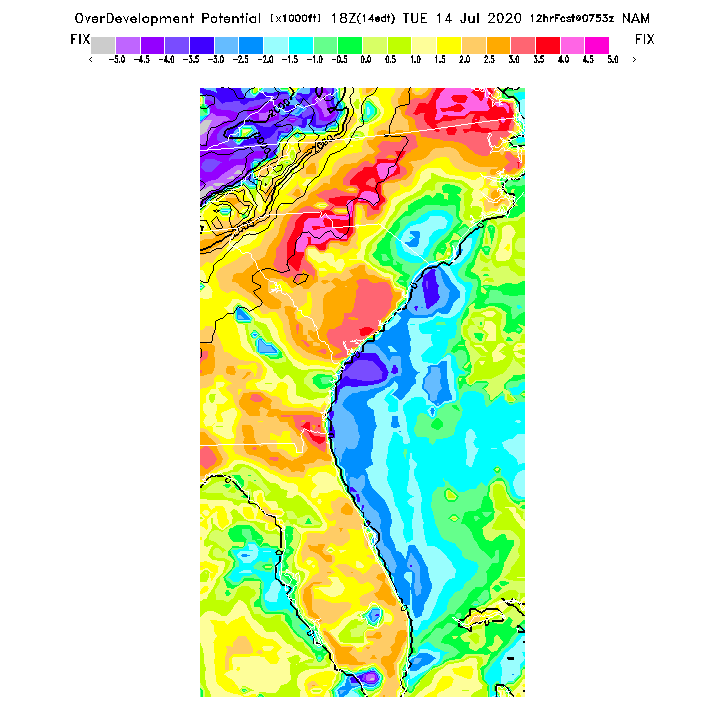 OverDevelopment Potential [x1000ft] 18Z(14edt) TUE 14 Jul 2020 12hrFcst@0753z NAM
FIX FIX
< -5.0 -4.5 -4.0 -3.5 -3.0 -2.5 -2.0 -1.5 -1.0 -0.5 0.0 0.5 1.0 1.5 2.0 2.5 3.0 3.5 4.0 4.5 5.0 >